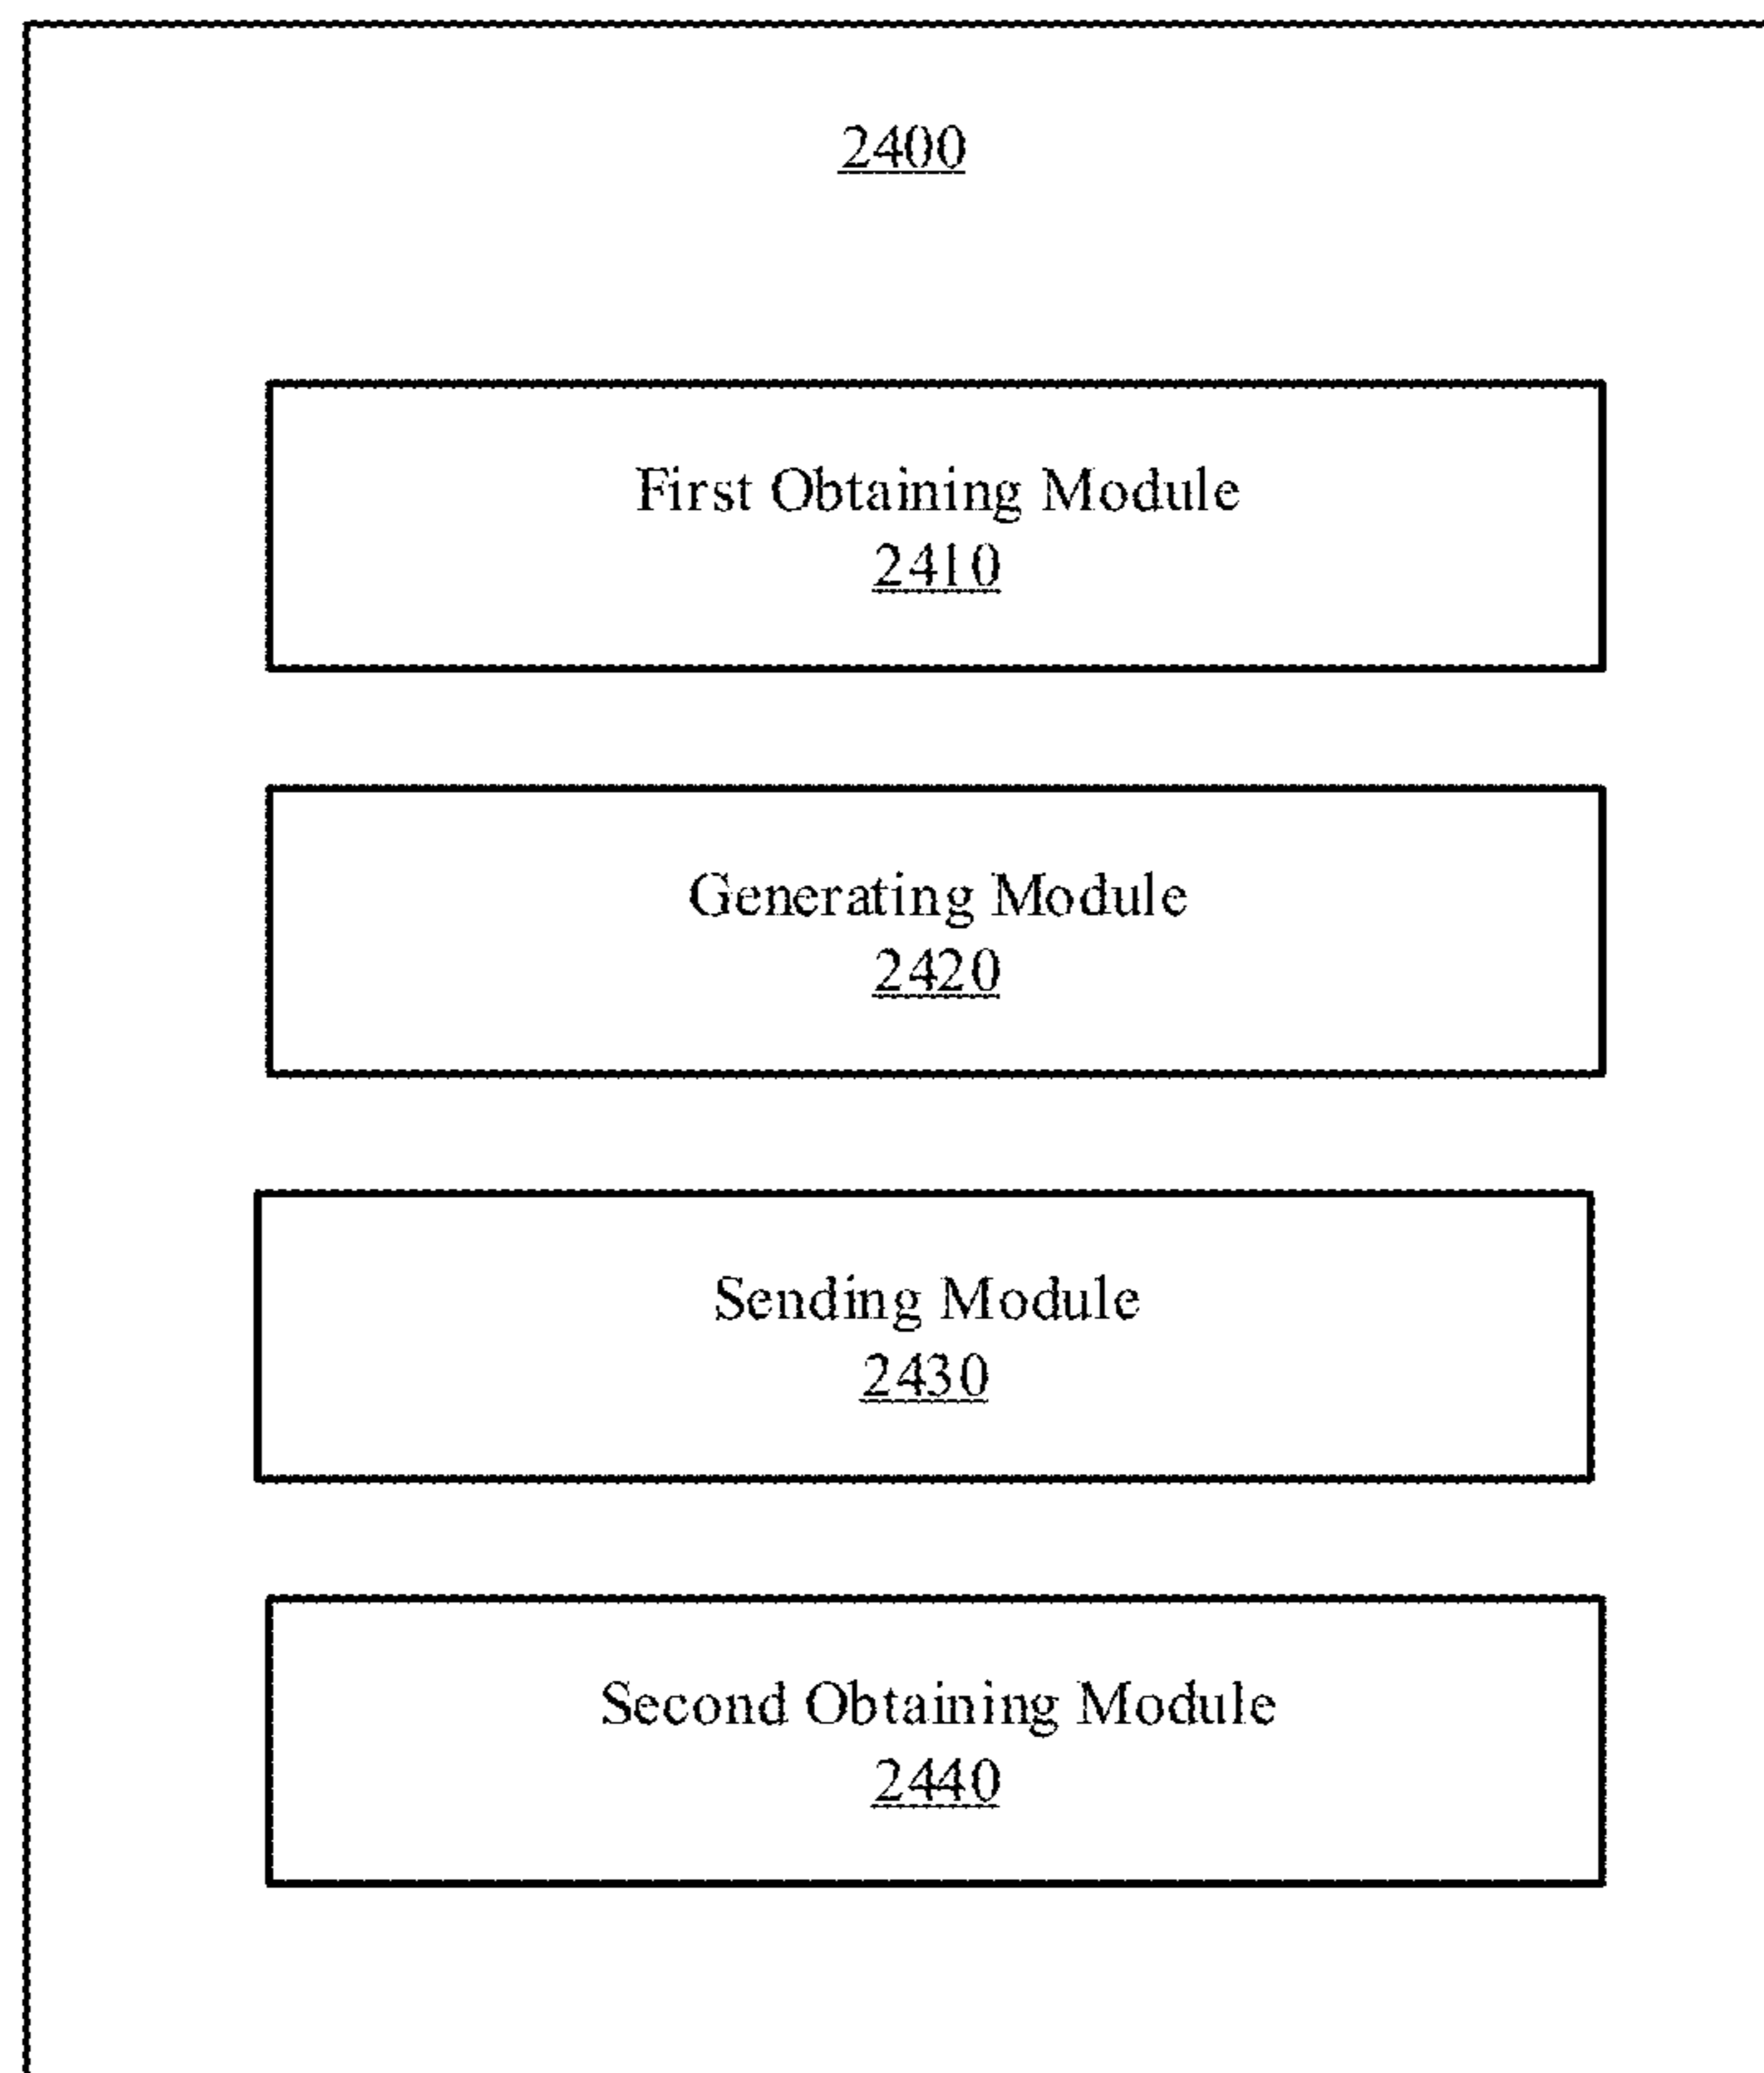 2400
First Obtaining Module
2410
Generating Module
2420
Sending Module
2430
Second Obtaining Module
2440